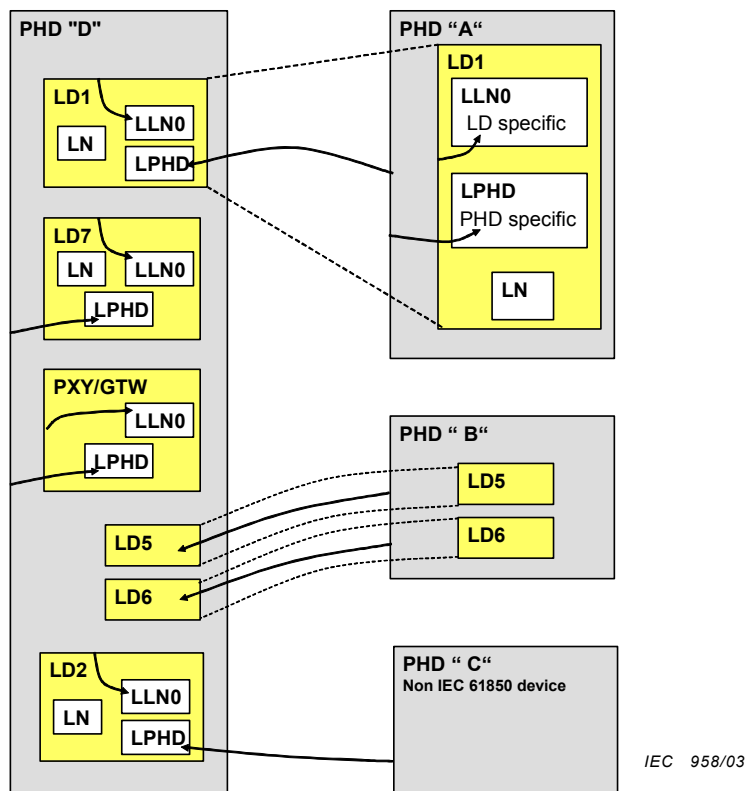 PHD "D"
LD1
LLN0
LN
LPHD
LD7
LN
LLN0
LPHD
PXY/GTW
LLN0
LPHD
LD5
LD6
LD2
LLN0
LN
LPHD
PHD “A“
LD1
LLN0
LD specific
LPHD
PHD specific
LN
PHD “ B“
LD5
LD6
PHD “ C“
Non IEC 61850 device
IEC 958/03